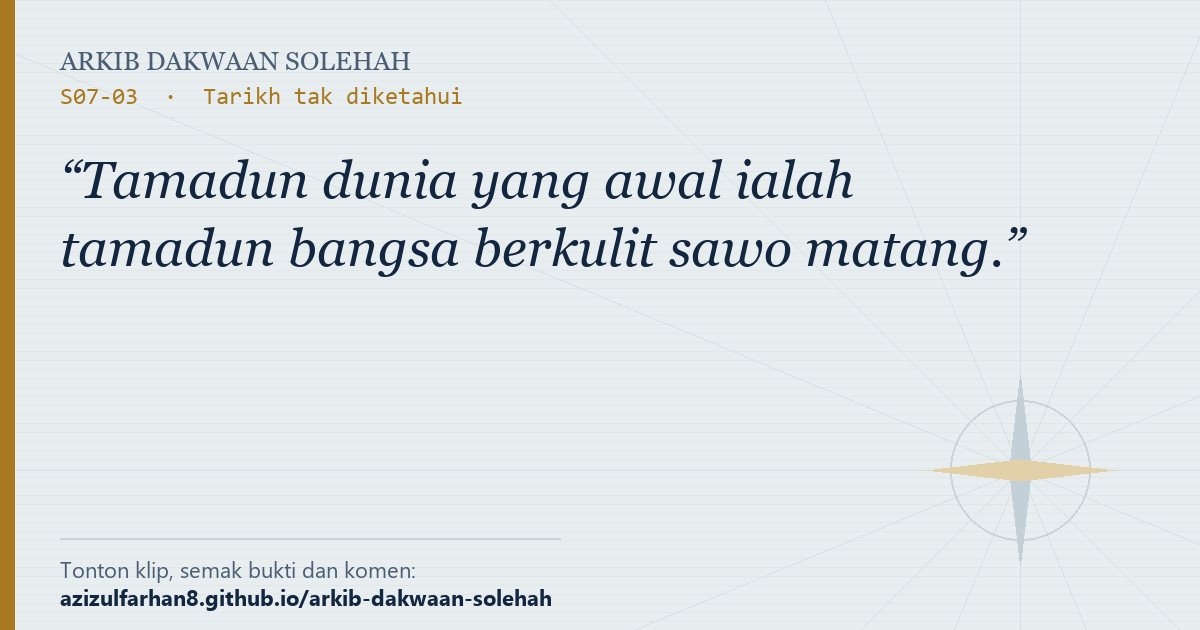 ARKIB DAKWAAN SOLEHAH
S07-03 · Tarikh tak diketahui
“Tamadun dunia yang awal ialah
tamadun bangsa berkulit sawo matang.”
Tonton klip, semak bukti dan komen:
azizulfarhan8.github.io/arkib-dakwaan-solehah